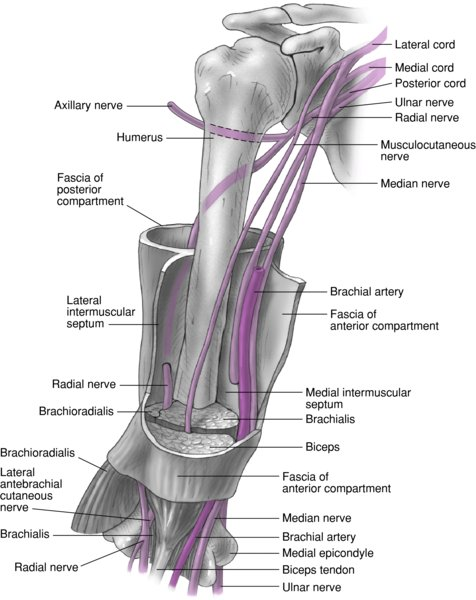 Lateral cord
Medial cord
Posterior cord
Axillary nerve
Ulnar nerve
Radial nerve
Humerus
Musculocutaneous
nerve
Fascia of
posterior
compartment
Median nerve
Lateral
intermuscular
septum
Brachial artery
Fascia of
anterior compartment
Radial nerve
Medial intermuscular
septum
Brachioradialis
Brachialis
Biceps
Brachioradialis
Lateral
antebrachial
cutaneous
nerve
Fascia of
anterior compartment
Brachialis
Median nerve
Brachial artery
Medial epicondyle
Radial nerve
Biceps tendon
Ulnar nerve